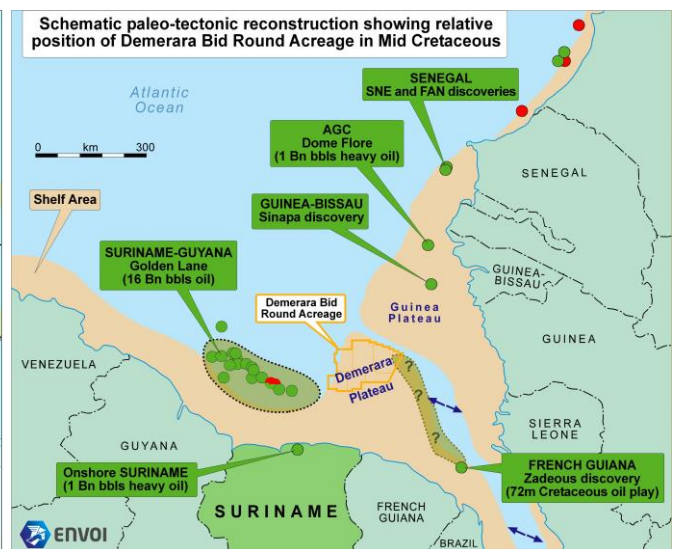 Schematic paleo-tectonic reconstruction showing relative
position of Demerara Bid Round Acreage in Mid Cretaceous
Atlantic
Ocean
0 km 300
SENEGAL
SNE and FAN discoveries
AGC
Dome Flore
(1 Bn bbls heavy oil)
SENEGAL
Shelf Area
GUINEA-BISSAU
Sinapa discovery
SURINAME-GUYANA
Golden Lane
(16 Bn bbls oil)
GUINEA-
BISSAU
Demerara Bid
Round Acreage
Guinea
Plateau
GUINEA
VENEZUELA
Demerara
Plateau
?
?
?
SIERRA
LEONE
GUYANA
Onshore SURINAME
(1 Bn bbls heavy oil)
FRENCH GUIANA
Zadeous discovery
(72m Cretaceous oil play)
SURINAME
FRENCH
GUIANA
BRAZIL
ENVOI